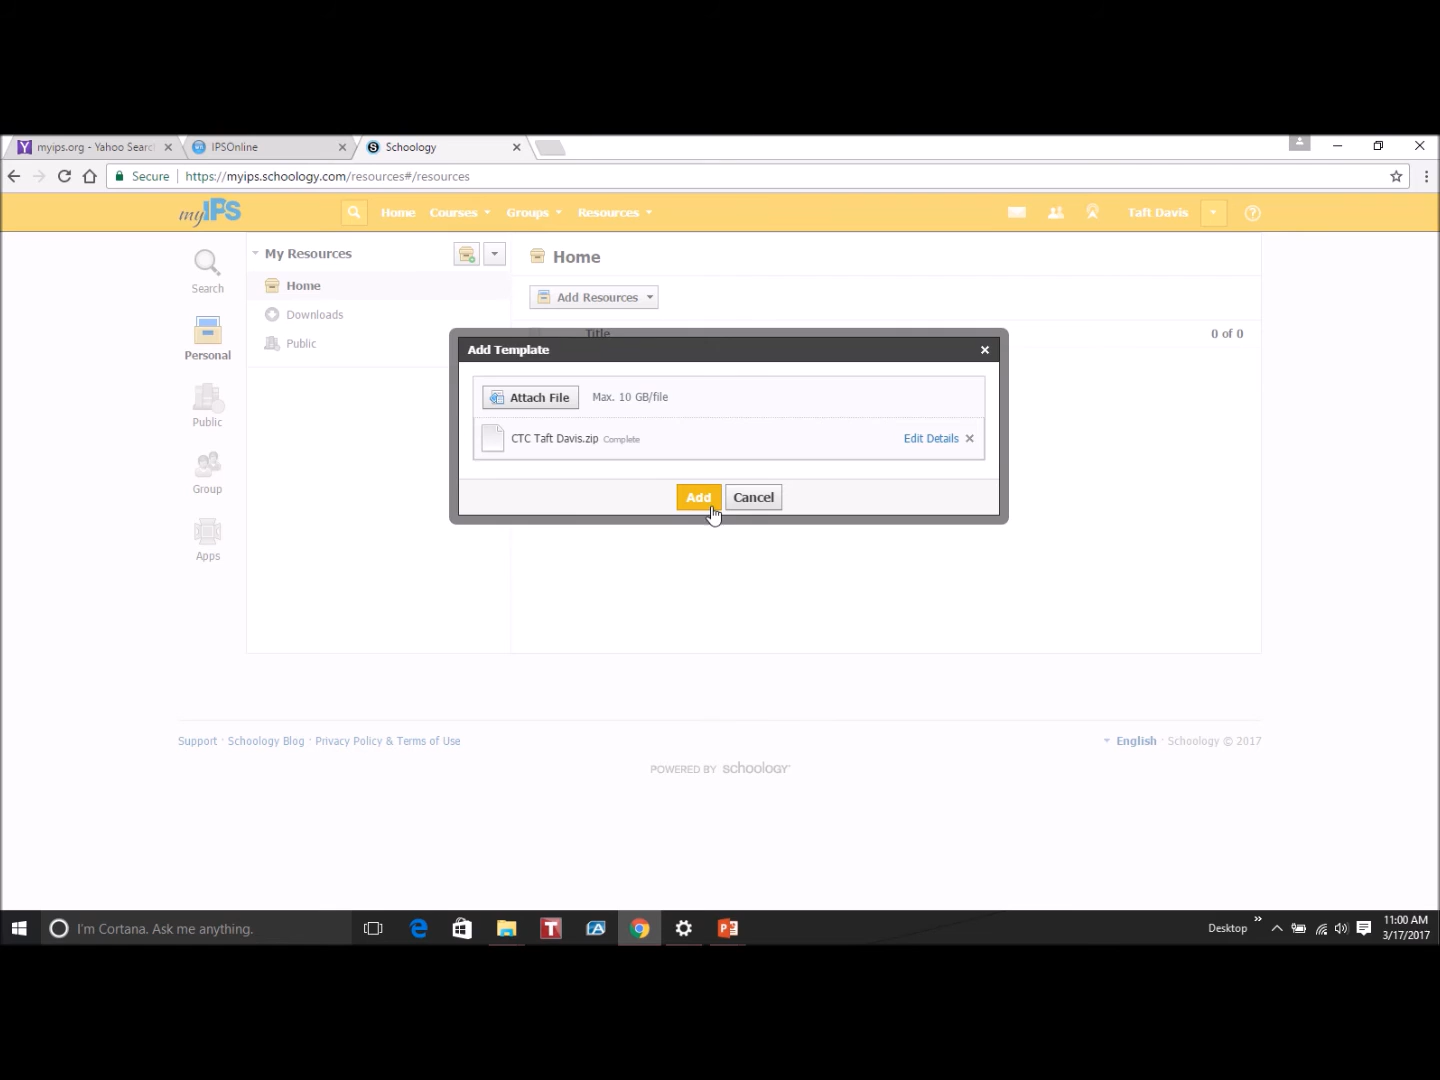 myips.org - Yahoo Searc
IPSOnline
Schoology
Secure
https://myips.schoology.com/resources#/resources
myIPS
Home
Courses
Groups
Resources
Taft Davis
Search
Personal
Public
Group
Apps
My Resources
Home
Downloads
Public
Home
Add Resources
Title
0 of 0
Add Template
Attach File
Max. 10 GB/file
CTC Taft Davis.zip Complete
Edit Details
Add
Cancel
Support · Schoology Blog · Privacy Policy & Terms of Use
English · Schoology © 2017
POWERED BY schoology
I'm Cortana. Ask me anything.
Desktop
11:00 AM
3/17/2017